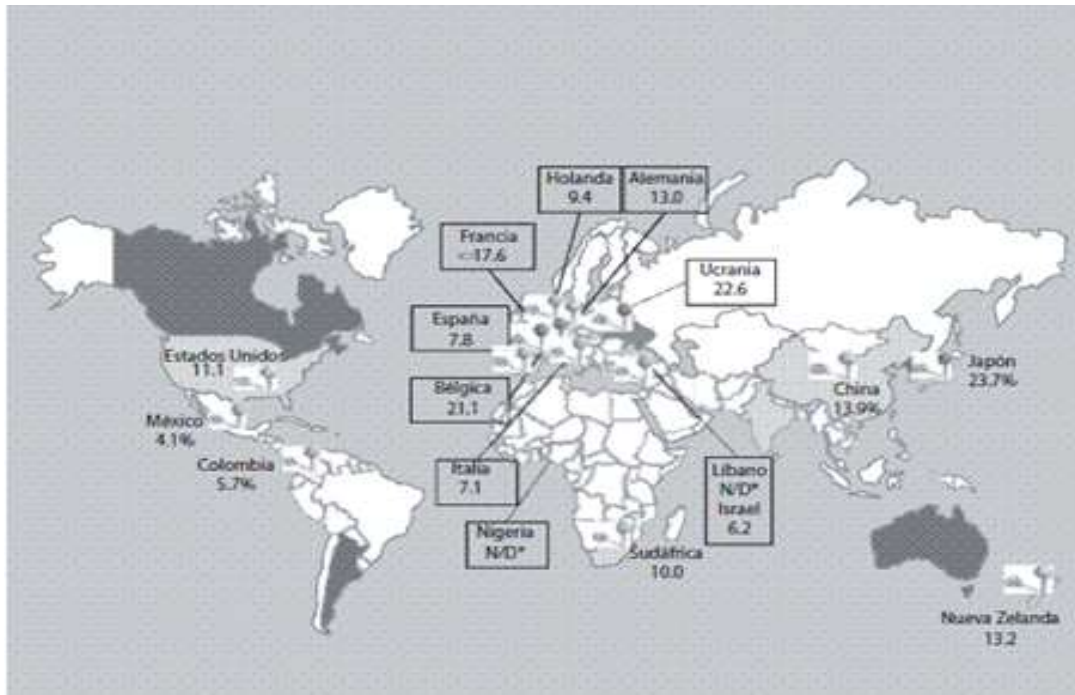 Holanda
9.4
Alemania
13.0
Francia
<=17.6
Ucrania
22.6
España
7.8
Estados Unidos
11.1
Japón
23.7%
China
13.9%
Bélgica
21.1
México
4.1%
Colombia
5.7%
Italia
7.1
Líbano
N/D*
Israel
6.2
Nigeria
N/D*
Sudáfrica
10.0
Nueva Zelanda
13.2